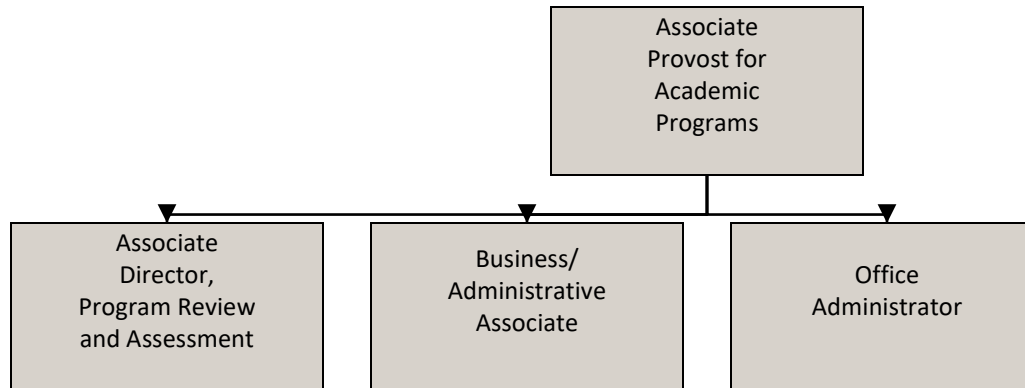 Associate
Provost for
Academic
Programs
Associate
Director,
Program Review
and Assessment
Business/
Administrative
Associate
Office
Administrator